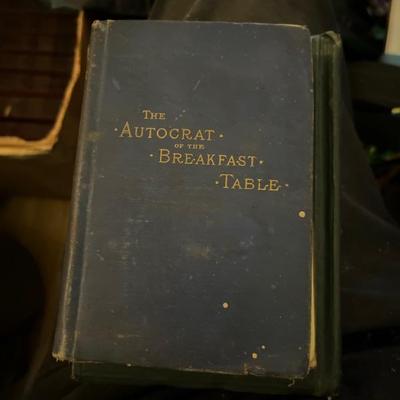 THE
AUTOCRAT ·
OF THE
· BREAKFAST ·
· TABLE ·